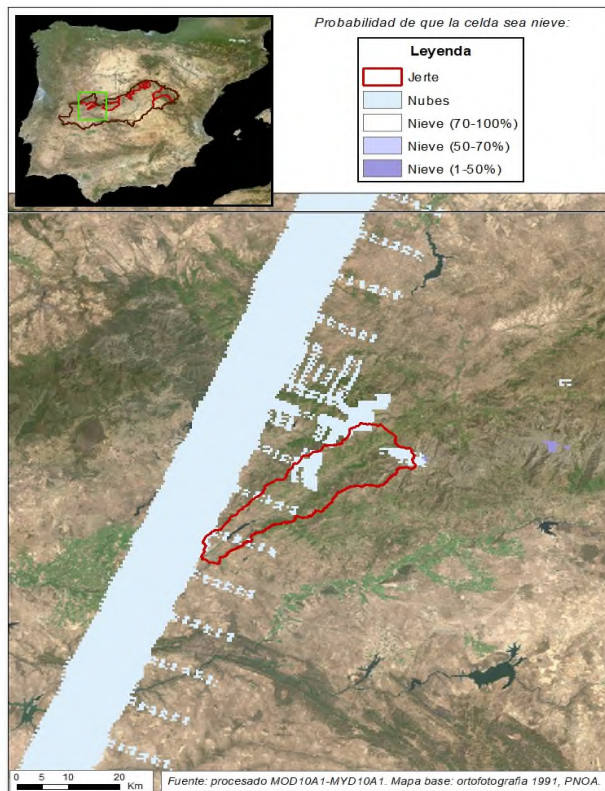 Probabilidad de que la celda sea nieve:
Leyenda
Jerte
Nubes
Nieve (70-100%)
Nieve (50-70%)
Nieve (1-50%)
0 5 10 20
Km
Fuente: procesado MOD10A1-MYD10A1. Mapa base: ortofotografia 1991, PNOA.